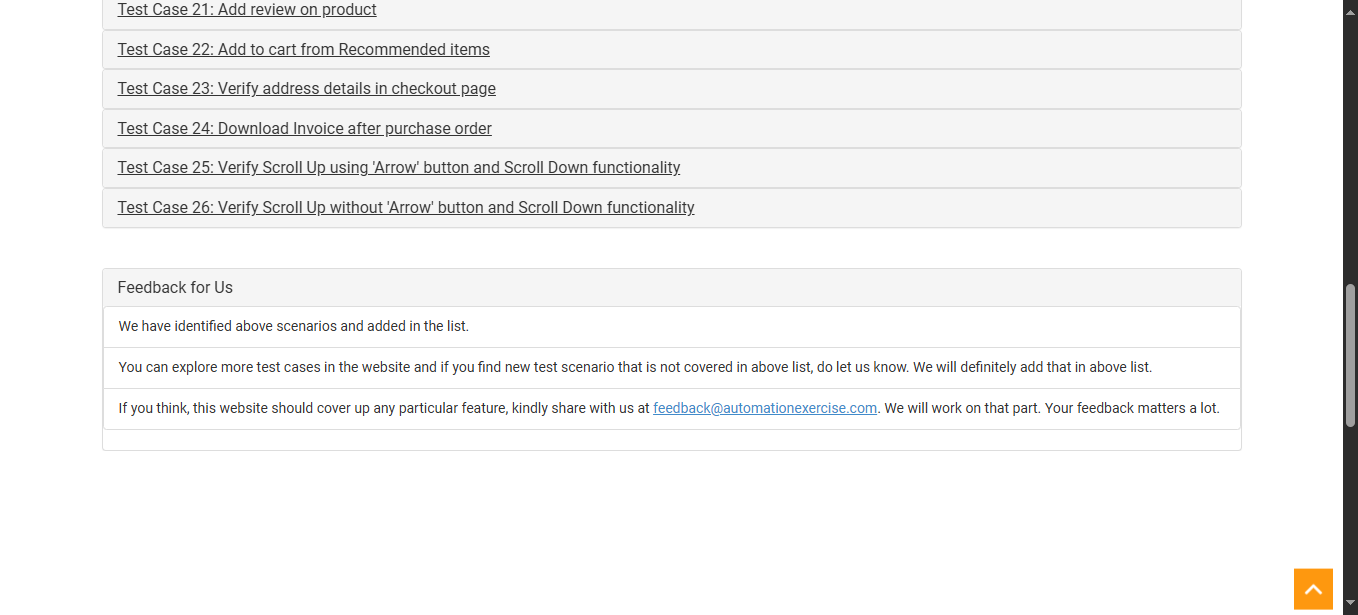 Test Case 21: Add review on product
Test Case 22: Add to cart from Recommended items
Test Case 23: Verify address details in checkout page
Test Case 24: Download Invoice after purchase order
Test Case 25: Verify Scroll Up using 'Arrow' button and Scroll Down functionality
Test Case 26: Verify Scroll Up without 'Arrow' button and Scroll Down functionality
Feedback for Us
We have identified above scenarios and added in the list.
You can explore more test cases in the website and if you find new test scenario that is not covered in above list, do let us know. We will definitely add that in above list.
If you think, this website should cover up any particular feature, kindly share with us at feedback@automationexercise.com. We will work on that part. Your feedback matters a lot.